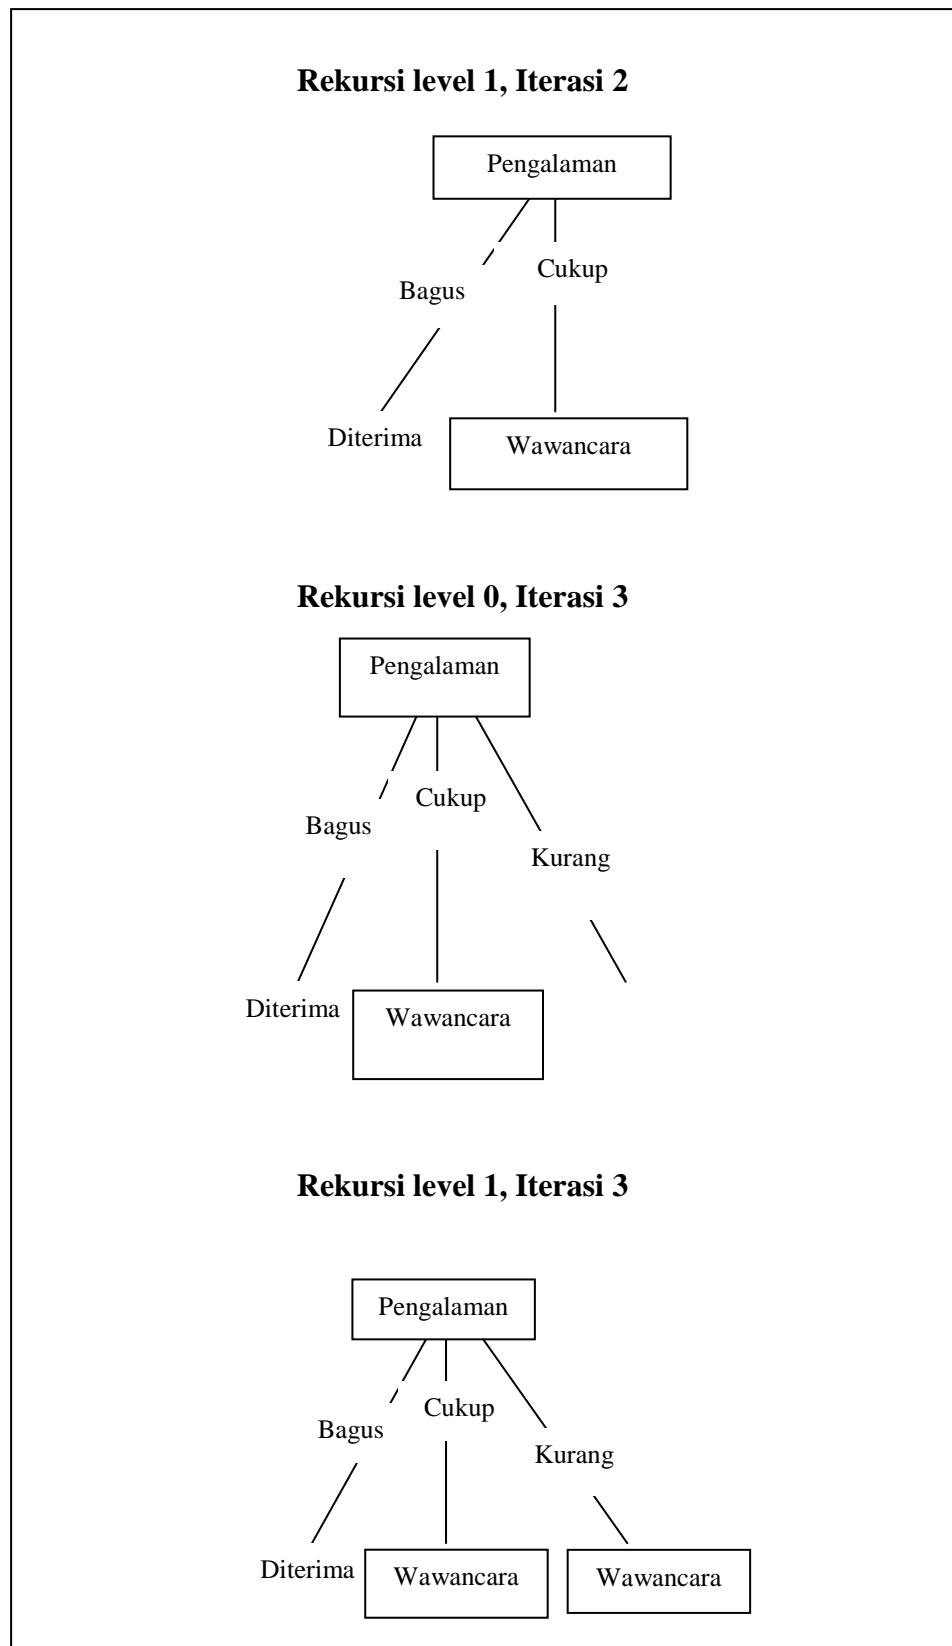 Rekursi level 1, Iterasi 2
Pengalaman
Cukup
Bagus
Diterima
Wawancara
Rekursi level 0, Iterasi 3
Pengalaman
Cukup
Bagus
Kurang
Diterima
Wawancara
Rekursi level 1, Iterasi 3
Pengalaman
Cukup
Bagus
Kurang
Diterima
Wawancara
Wawancara